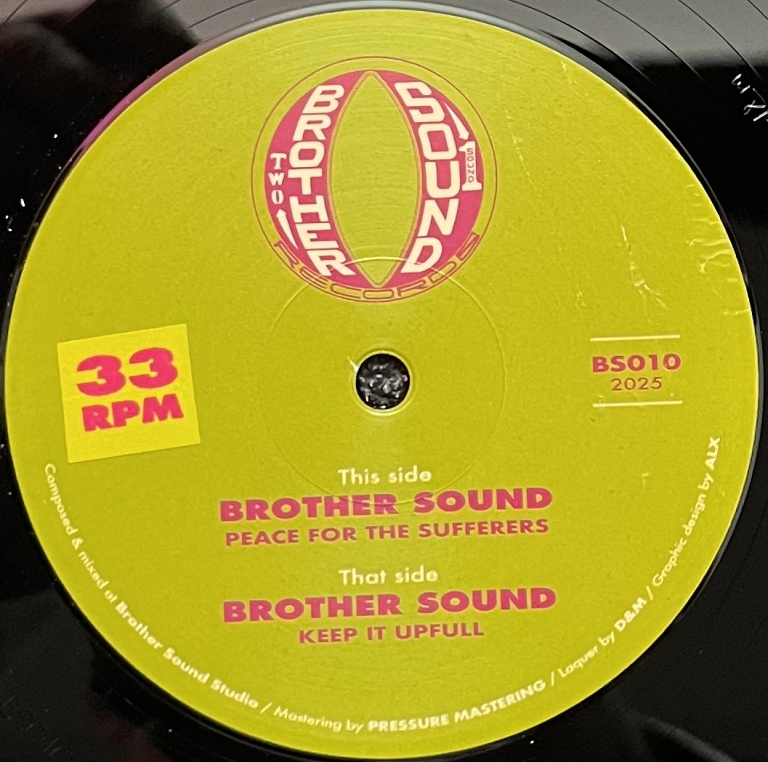 BROTHER
SOUND
TWO
1
SOUND
RECORDS
33
RPM
BS010
2025
This side
BROTHER SOUND
PEACE FOR THE SUFFERERS
That side
BROTHER SOUND
KEEP IT UPFULL
Composed & mixed at Brother Sound Studio / Mastering by PRESSURE MASTERING / Laquer by D&M / Graphic design by ALX